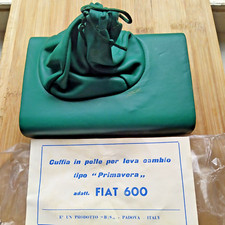 Cuffia in pelle per leva cambio
tipo "Primavera"
adatt. FIAT 600
E' UN PRODOTTO - PADOVA - ITALY